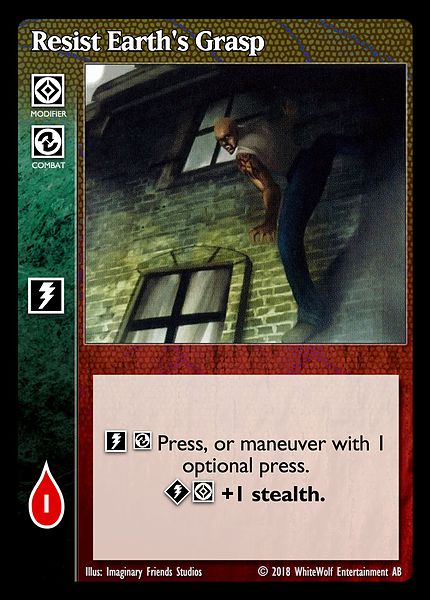 Resist Earth's Grasp
MODIFIER
COMBAT
Press, or maneuver with 1
optional press.
+1 stealth.
1
Illus: Imaginary Friends Studios © 2018 WhiteWolf Entertainment AB